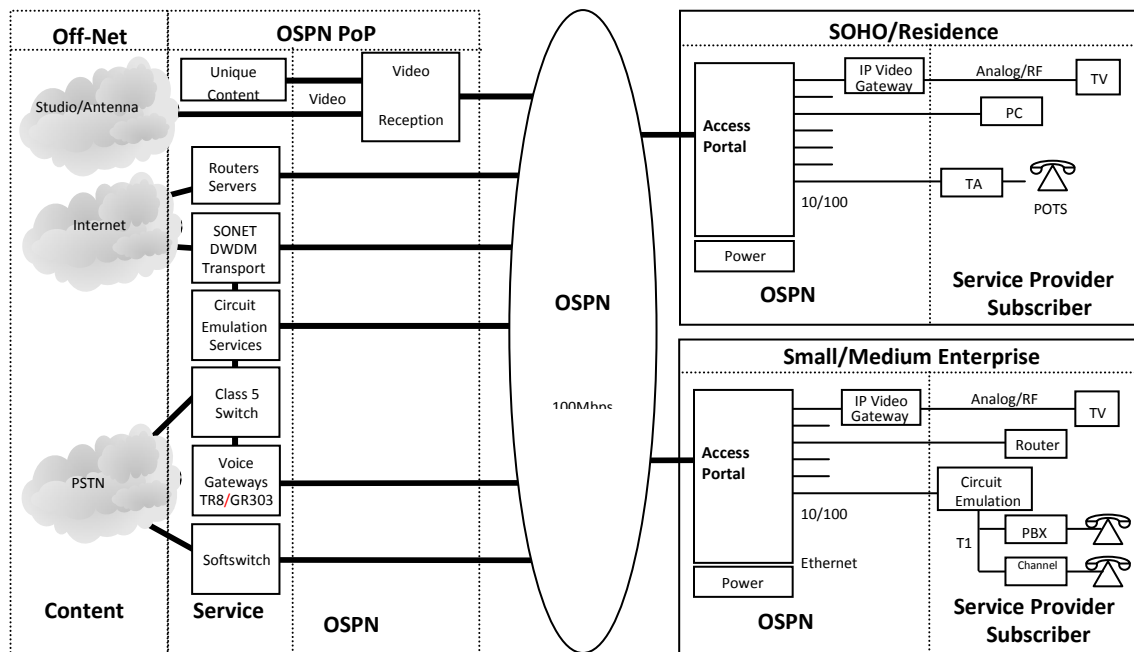 Off-Net
OSPN PoP
Studio/Antenna
Unique
Content
Video
Video
Reception
Internet
Routers
Servers
SONET
DWDM
Transport
Circuit
Emulation
Services
Class 5
Switch
PSTN
Voice
Gateways
TR8/GR303
Softswitch
Content
Service
OSPN
OSPN
100Mbps
SOHO/Residence
Access
Portal
IP Video
Gateway
Analog/RF
TV
PC
TA
10/100
POTS
Power
OSPN
Service Provider
Subscriber
Small/Medium Enterprise
Access
Portal
IP Video
Gateway
Analog/RF
TV
Router
Circuit
Emulation
10/100
T1
PBX
Ethernet
Channel
Power
OSPN
Service Provider
Subscriber